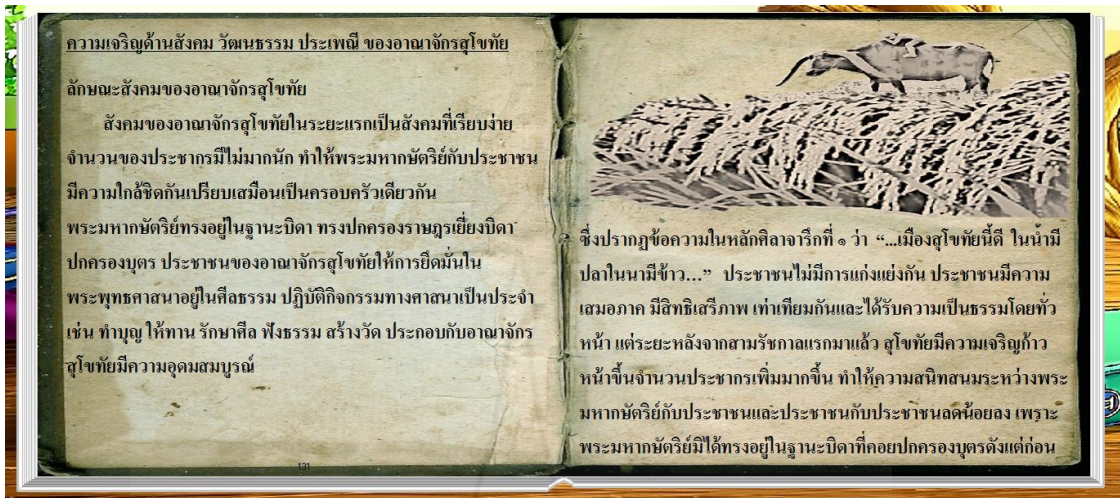 ความเจริญด้านสังคม วัฒนธรรม ประเพณี ของอาณาจักรสุโขทัย
ลักษณะสังคมของอาณาจักรสุโขทัย
สังคมของอาณาจักรสุโขทัยในระยะแรกเป็นสังคมที่เรียบง่าย
จำนวนของประชากรมีไม่มากนัก ทำให้พระมหากษัตริย์กับประชาชน
มีความใกล้ชิดกันเปรียบเสมือนเป็นครอบครัวเดียวกัน
พระมหากษัตริย์ทรงอยู่ในฐานะบิดา ทรงปกครองราษฎรเยี่ยงบิดา
ปกครองบุตร ประชาชนของอาณาจักรสุโขทัยให้การยึดมั่นใน
พระพุทธศาสนาอยู่ในศีลธรรม ปฏิบัติกิจกรรมทางศาสนาเป็นประจำ
เช่น ทำบุญ ให้ทาน รักษาศีล ฟังธรรม สร้างวัด ประกอบกับอาณาจักร
สุโขทัยมีความอุดมสมบูรณ์
131
ซึ่งปรากฏข้อความในหลักศิลาจารึกที่ ๑ ว่า “...เมืองสุโขทัยนี้ดี ในน้ำมี
ปลาในนามีข้าว...” ประชาชนไม่มีการแก่งแย่งกัน ประชาชนมีความ
เสมอภาค มีสิทธิเสรีภาพ เท่าเทียมกันและได้รับความเป็นธรรมโดยทั่ว
หน้า แต่ระยะหลังจากสามรัชกาลแรกมาแล้ว สุโขทัยมีความเจริญก้าว
หน้าขึ้นจำนวนประชากรเพิ่มมากขึ้น ทำให้ความสนิทสนมระหว่างพระ
มหากษัตริย์กับประชาชนและประชาชนกับประชาชนลดน้อยลง เพราะ
พระมหากษัตริย์มิได้ทรงอยู่ในฐานะบิดาที่คอยปกครองบุตรดังแต่ก่อน